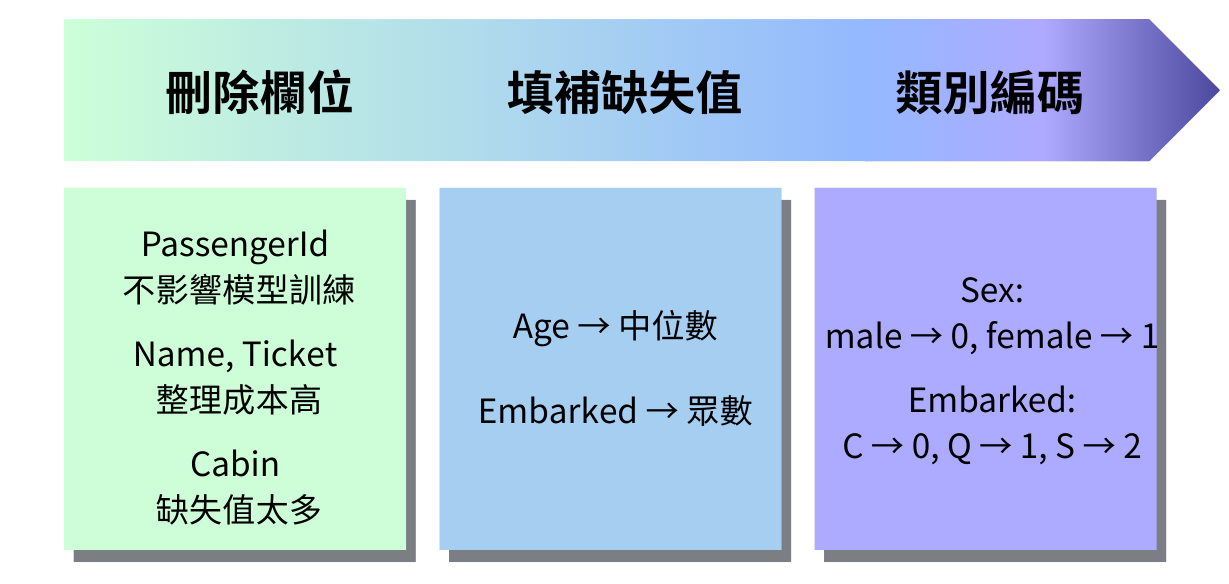 刪除欄位
填補缺失值
類別編碼
PassengerId
不影響模型訓練
Name, Ticket
整理成本高
Cabin
缺失值太多
Age → 中位數
Embarked → 眾數
Sex:
male → 0, female → 1
Embarked:
C → 0, Q → 1, S → 2